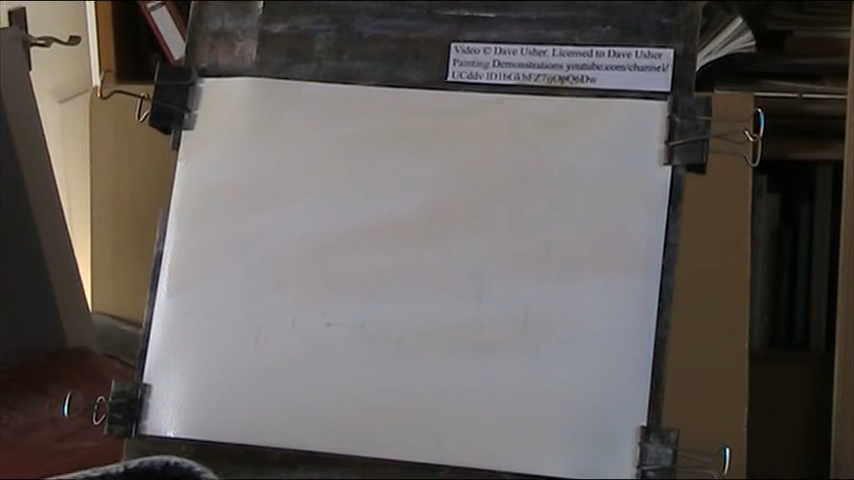 Video © Dave Usher. Licensed to Dave Usher
Painting Demonstrations youtube.com/channel/